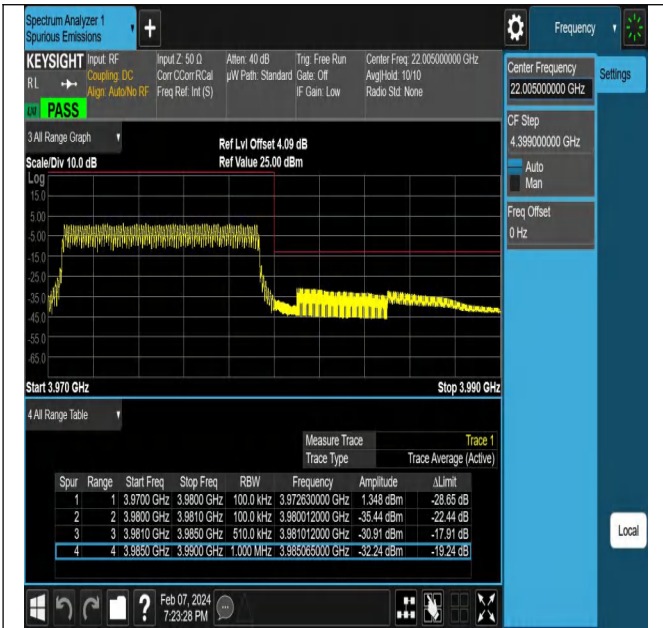 Spectrum Analyzer 1
Spurious Emissions
+
Frequency
KEYSIGHT Input: RF Input Z: 50 Ω Atten: 40 dB Trig: Free Run Center Freq: 22.005000000 GHz
RL Coupling: DC Corr CCorr RCal µW Path: Standard Gate: Off Avg|Hold: 10/10
Align: Auto/No RF Freq Ref: Int (S) IF Gain: Low Radio Std: None
LXI PASS
Center Frequency
22.005000000 GHz
Settings
CF Step
4.399000000 GHz
Auto
Man
Freq Offset
0 Hz
3 All Range Graph
Ref Lvl Offset 4.09 dB
Scale/Div 10.0 dB Ref Value 25.00 dBm
Log
15.0
5.00
-5.00
-15.0
-25.0
-35.0
-45.0
-55.0
-65.0
Start 3.970 GHz Stop 3.990 GHz
4 All Range Table
Measure Trace Trace 1
Trace Type Trace Average (Active)
Spur Range Start Freq Stop Freq RBW Frequency Amplitude ΔLimit
1 1 3.9700 GHz 3.9800 GHz 100.0 kHz 3.972630000 GHz 1.348 dBm -28.65 dB
2 2 3.9800 GHz 3.9810 GHz 100.0 kHz 3.980012000 GHz -35.44 dBm -22.44 dB
3 3 3.9810 GHz 3.9850 GHz 510.0 kHz 3.981012000 GHz -30.91 dBm -17.91 dB
4 4 3.9850 GHz 3.9900 GHz 1.000 MHz 3.985065000 GHz -32.24 dBm -19.24 dB
Local
? Feb 07, 2024
7:23:28 PM